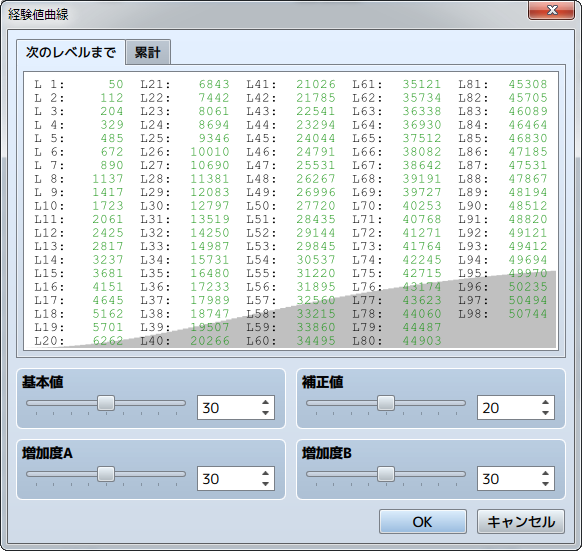 経験値曲線
次のレベルまで 累計
L 1: 50 L21: 6843 L41: 21026 L61: 35121 L81: 45308
L 2: 112 L22: 7442 L42: 21785 L62: 35734 L82: 45705
L 3: 204 L23: 8061 L43: 22541 L63: 36338 L83: 46089
L 4: 329 L24: 8694 L44: 23294 L64: 36930 L84: 46464
L 5: 485 L25: 9346 L45: 24044 L65: 37512 L85: 46830
L 6: 672 L26: 10010 L46: 24791 L66: 38082 L86: 47185
L 7: 890 L27: 10690 L47: 25531 L67: 38642 L87: 47531
L 8: 1137 L28: 11381 L48: 26267 L68: 39191 L88: 47867
L 9: 1417 L29: 12083 L49: 26996 L69: 39727 L89: 48194
L10: 1723 L30: 12797 L50: 27720 L70: 40253 L90: 48512
L11: 2061 L31: 13519 L51: 28435 L71: 40768 L91: 48820
L12: 2425 L32: 14250 L52: 29144 L72: 41271 L92: 49121
L13: 2817 L33: 14987 L53: 29845 L73: 41764 L93: 49412
L14: 3237 L34: 15731 L54: 30537 L74: 42245 L94: 49694
L15: 3681 L35: 16480 L55: 31220 L75: 42715 L95: 49970
L16: 4151 L36: 17233 L56: 31895 L76: 43174 L96: 50235
L17: 4645 L37: 17989 L57: 32560 L77: 43623 L97: 50494
L18: 5162 L38: 18747 L58: 33215 L78: 44060 L98: 50744
L19: 5701 L39: 19507 L59: 33860 L79: 44487
L20: 6262 L40: 20266 L60: 34495 L80: 44903
基本値 補正値
30 20
増加度A 増加度B
30 30
OK キャンセル